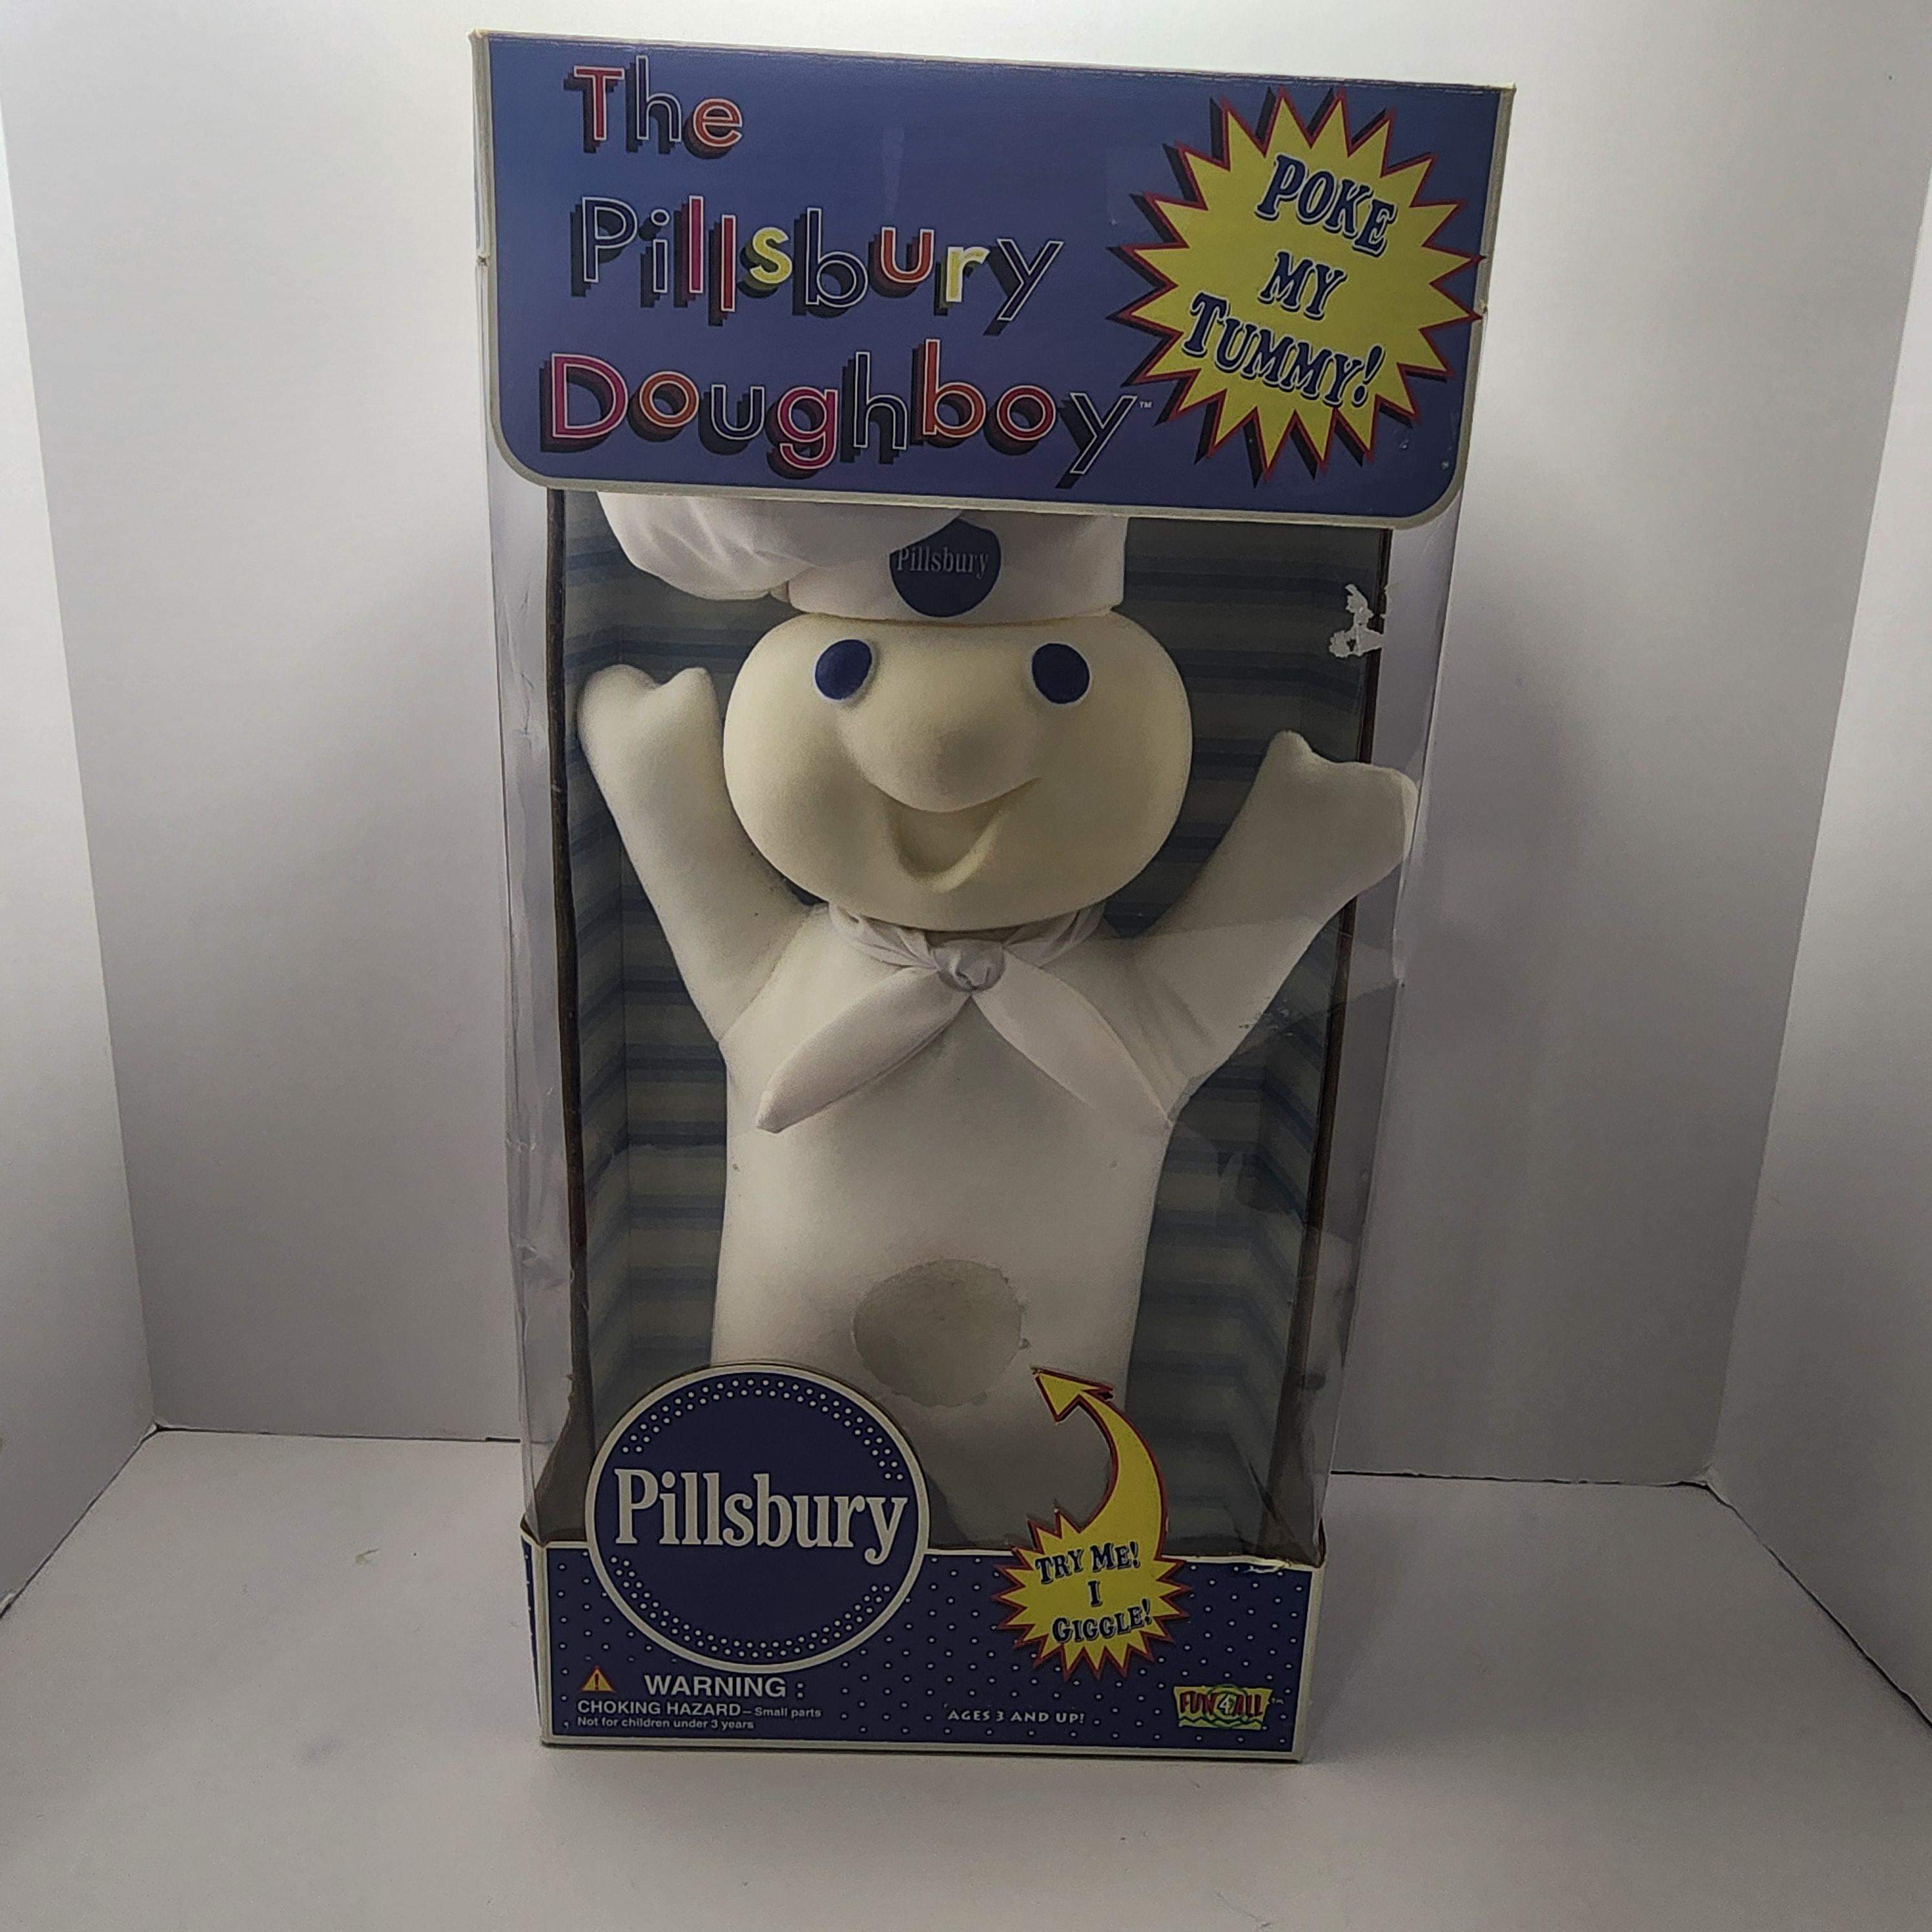 The
Pillsbury
Doughboy™
POKE
MY
TUMMY!
Pillsbury
Pillsbury
TRY ME!
I
GIGGLE!
WARNING :
CHOKING HAZARD– Small parts
Not for children under 3 years
AGES 3 AND UP!
FUN 4 ALL™